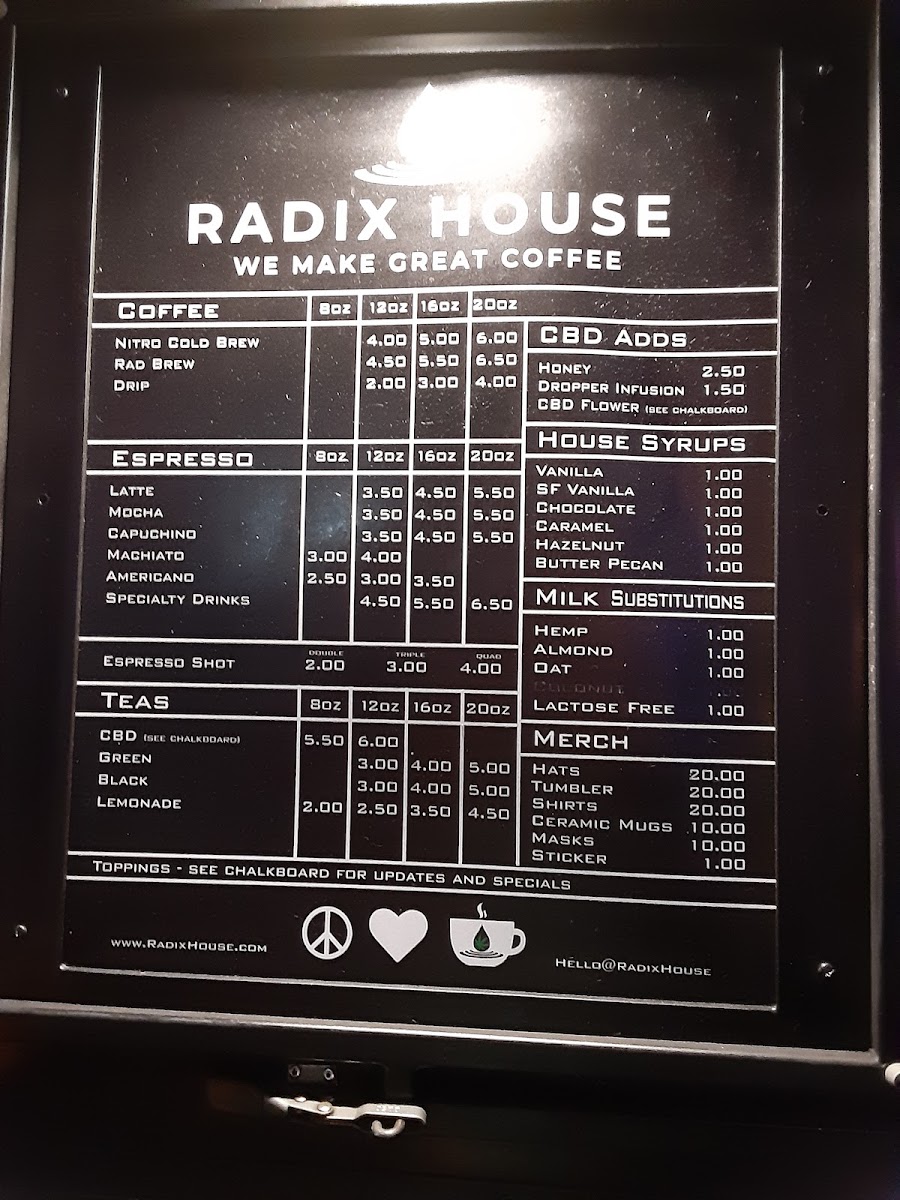 RADIX HOUSE
WE MAKE GREAT COFFEE
COFFEE 8oz 12oz 16oz 20oz
NITRO COLD BREW 4.00 5.00 6.00
RAD BREW 4.50 5.50 6.50
DRIP 2.00 3.00 4.00
ESPRESSO 8oz 12oz 16oz 20oz
LATTE 3.50 4.50 5.50
MOCHA 3.50 4.50 5.50
CAPUCHINO 3.50 4.50 5.50
MACHIATO 3.00 4.00
AMERICANO 2.50 3.00 3.50
SPECIALTY DRINKS 4.50 5.50 6.50
DOUBLE TRIPLE QUAD
ESPRESSO SHOT 2.00 3.00 4.00
TEAS 8oz 12oz 16oz 20oz
CBD (SEE CHALKBOARD) 5.50 6.00
GREEN 3.00 4.00 5.00
BLACK 3.00 4.00 5.00
LEMONADE 2.00 2.50 3.50 4.50
CBD ADDS
HONEY 2.50
DROPPER INFUSION 1.50
CBD FLOWER (SEE CHALKBOARD)
HOUSE SYRUPS
VANILLA 1.00
SF VANILLA 1.00
CHOCOLATE 1.00
CARAMEL 1.00
HAZELNUT 1.00
BUTTER PECAN 1.00
MILK SUBSTITUTIONS
HEMP 1.00
ALMOND 1.00
OAT 1.00
LACTOSE FREE 1.00
MERCH
HATS 20.00
TUMBLER 20.00
SHIRTS 20.00
CERAMIC MUGS 10.00
MASKS 10.00
STICKER 1.00
TOPPINGS - SEE CHALKBOARD FOR UPDATES AND SPECIALS
WWW.RADIXHOUSE.COM
HELLO@RADIXHOUSE